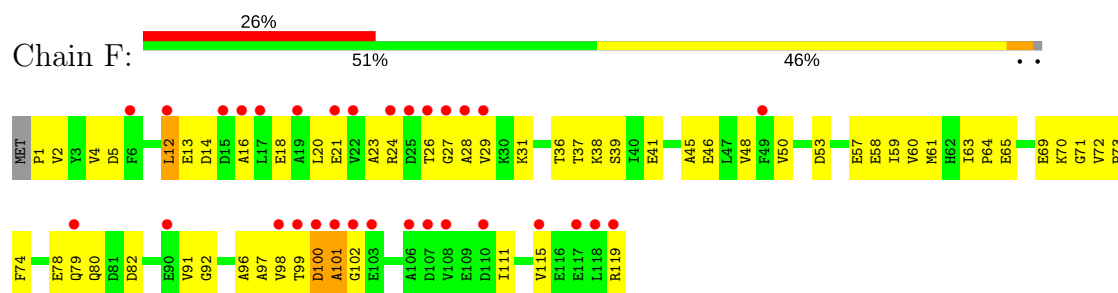 26%
Chain F:
51% 46% • •
MET P1 V2 Y3 V4 D5 F6 L12 E13 D14 D15 A16 L17 E18 A19 L20 E21 V22 A23 R24 D25 T26 G27 A28 V29 K30 K31 T36 T37 K38 S39 I40 E41 A45 E46 L47 V48 F49 V50 D53 E57 E58 I59 V60 M61 H62 I63 P64 E65 E69 K70 G71 V72 P73
F74 E78 Q79 Q80 D81 D82 E90 V91 G92 A96 A97 V98 T99 D100 A101 G102 E103 A106 D107 V108 E109 D110 I111 V115 E116 E117 L118 R119